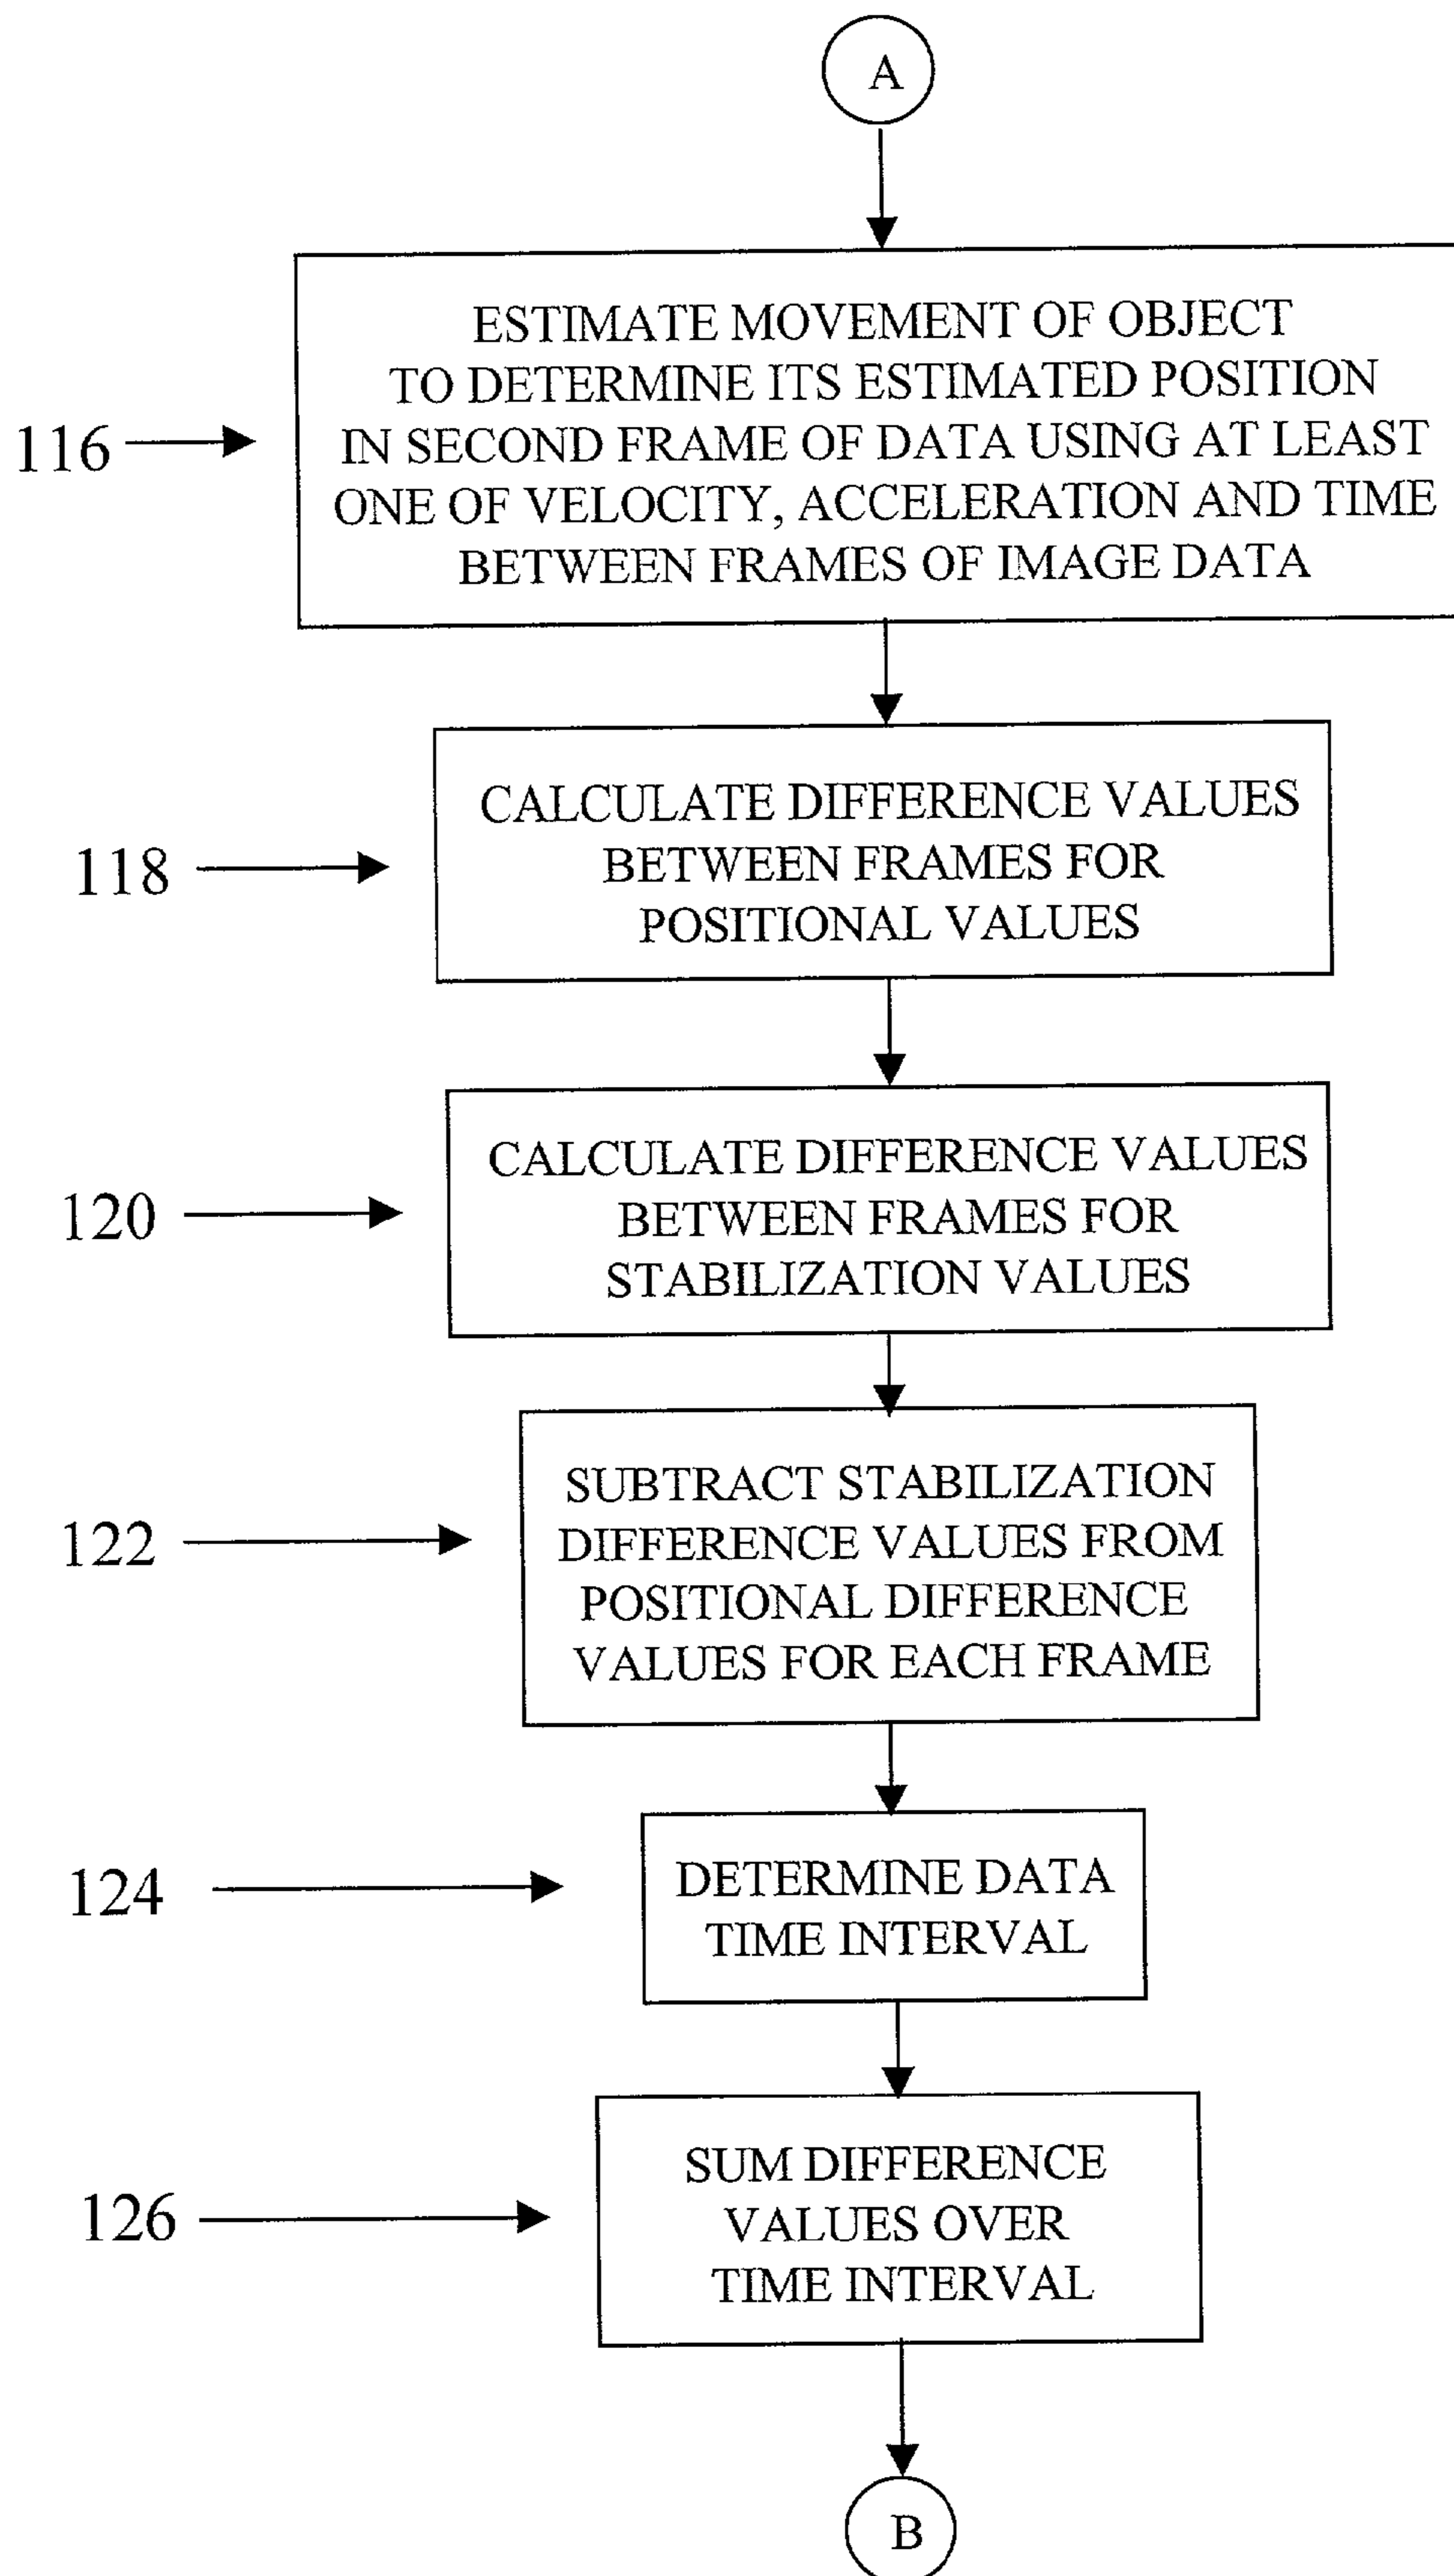 A
ESTIMATE MOVEMENT OF OBJECT
TO DETERMINE ITS ESTIMATED POSITION
IN SECOND FRAME OF DATA USING AT LEAST
ONE OF VELOCITY, ACCELERATION AND TIME
BETWEEN FRAMES OF IMAGE DATA
116
CALCULATE DIFFERENCE VALUES
BETWEEN FRAMES FOR
POSITIONAL VALUES
118
CALCULATE DIFFERENCE VALUES
BETWEEN FRAMES FOR
STABILIZATION VALUES
120
SUBTRACT STABILIZATION
DIFFERENCE VALUES FROM
POSITIONAL DIFFERENCE
VALUES FOR EACH FRAME
122
DETERMINE DATA
TIME INTERVAL
124
SUM DIFFERENCE
VALUES OVER
TIME INTERVAL
126
B